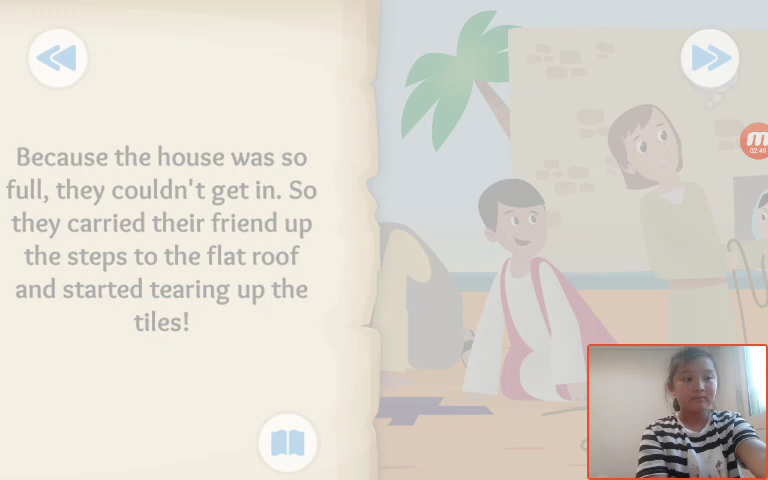 Because the house was so
full, they couldn't get in. So
they carried their friend up
the steps to the flat roof
and started tearing up the
tiles!